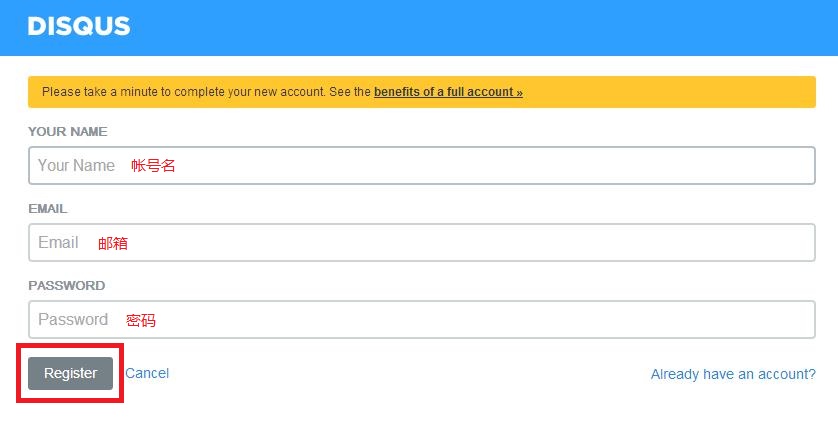 DISQUS
Please take a minute to complete your new account. See the benefits of a full account »
YOUR NAME
Your Name 帐号名
EMAIL
Email 邮箱
PASSWORD
Password 密码
Register Cancel Already have an account?